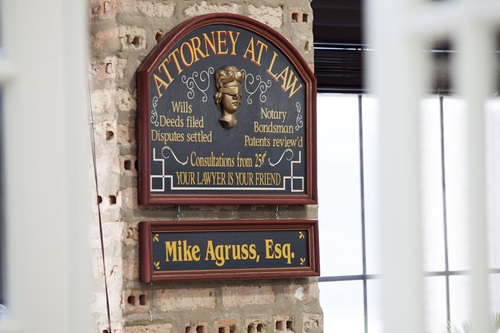 ATTORNEY AT LAW
Wills
Deeds filed
Disputes settled
Notary
Bondsman
Patents review'd
Consultations from 25¢
YOUR LAWYER IS YOUR FRIEND
Mike Agruss, Esq.